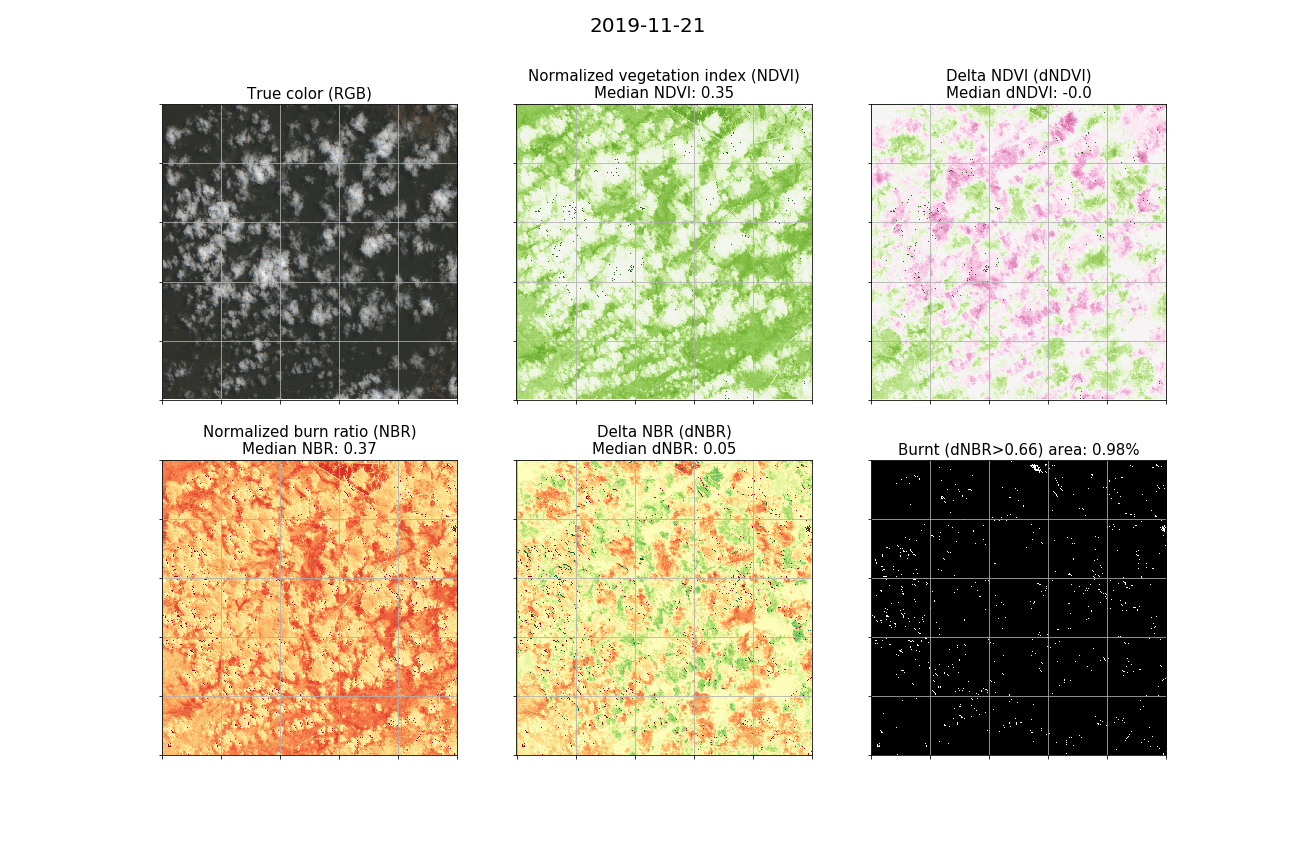 2019-11-21
True color (RGB)
Normalized vegetation index (NDVI)
Median NDVI: 0.35
Delta NDVI (dNDVI)
Median dNDVI: -0.0
Normalized burn ratio (NBR)
Median NBR: 0.37
Delta NBR (dNBR)
Median dNBR: 0.05
Burnt (dNBR>0.66) area: 0.98%